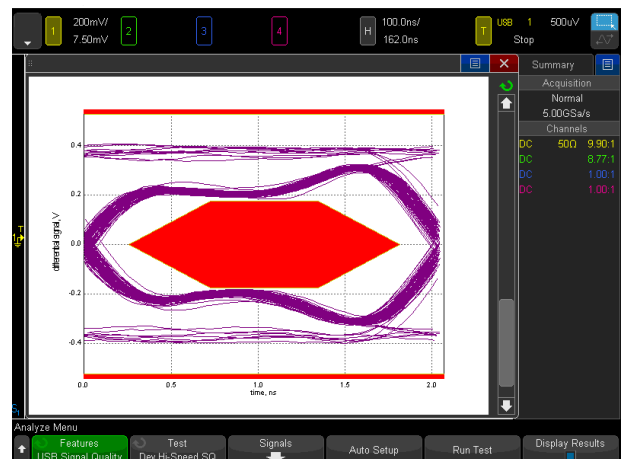 1 200mV/ 7.50mV 2 3 4 H 100.0ns/ 162.0ns T USB 1 500uV Stop
Summary
Acquisition
Normal
5.00GSa/s
Channels
DC 50Ω 9.90:1
DC 8.77:1
DC 1.00:1
DC 1.00:1
differential signal, V
0.4
0.2
0.0
-0.2
-0.4
0.0 0.5 1.0 1.5 2.0
time, ns
Analyze Menu
Features Test Signals Auto Setup Run Test Display Results
USB Signal Quality Dev Hi-Speed SQ